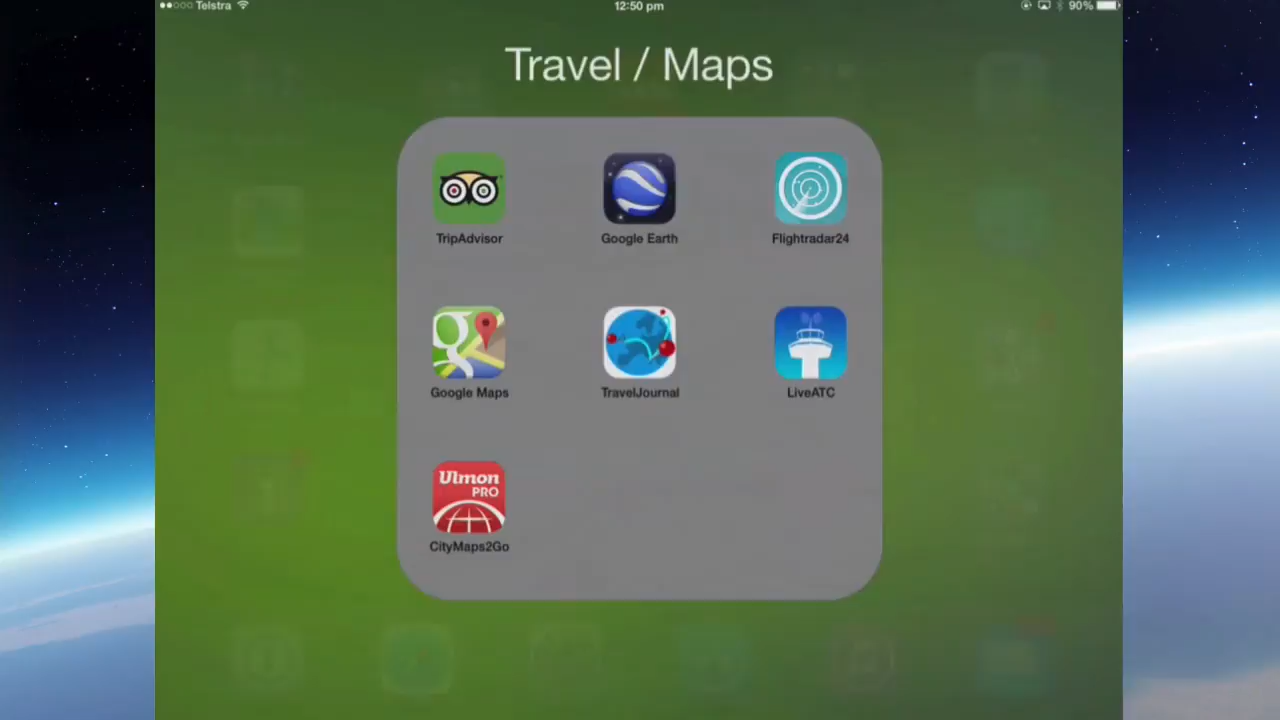 Telstra 12:50 pm 90%
Travel / Maps
TripAdvisor Google Earth Flightradar24
g
Google Maps TravelJournal LiveATC
Ulmon
PRO
CityMaps2Go